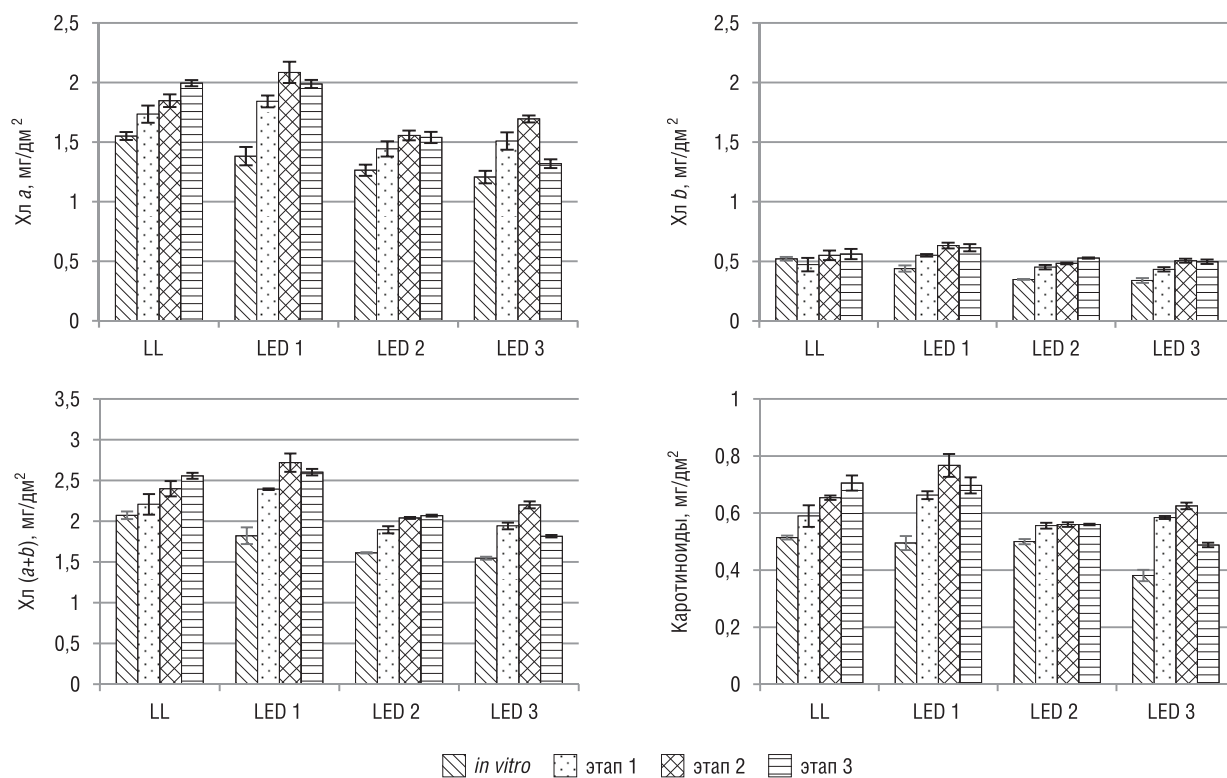 Хл a, мг/дм²
2,5
2
1,5
1
0,5
0
LL LED 1 LED 2 LED 3
Хл b, мг/дм²
2,5
2
1,5
1
0,5
0
LL LED 1 LED 2 LED 3
Хл (a+b), мг/дм²
3,5
3
2,5
2
1,5
1
0,5
0
LL LED 1 LED 2 LED 3
Каротиноиды, мг/дм²
1
0,8
0,6
0,4
0,2
0
LL LED 1 LED 2 LED 3
in vitro этап 1 этап 2 этап 3